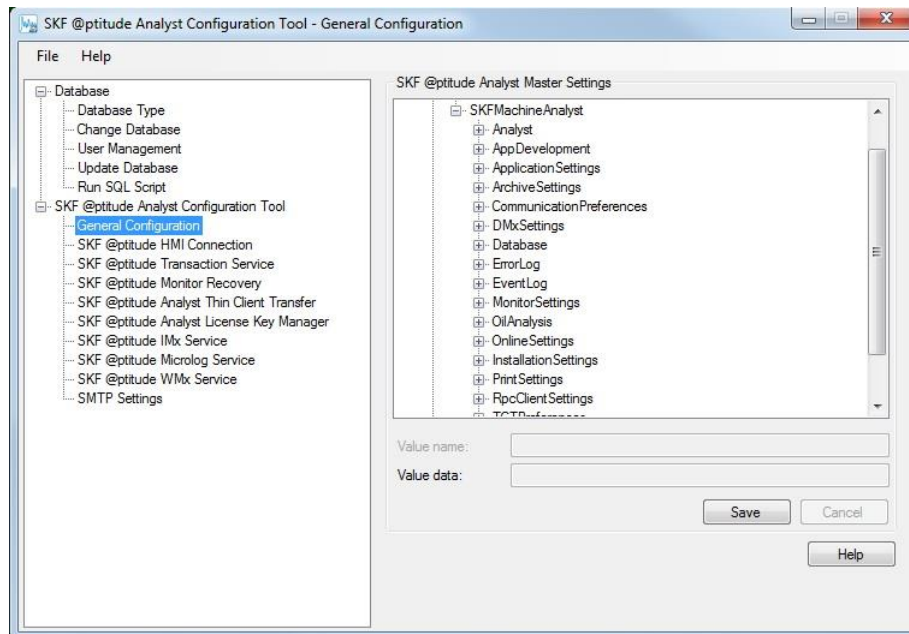 SKF @ptitude Analyst Configuration Tool - General Configuration
File Help
Database
Database Type
Change Database
User Management
Update Database
Run SQL Script
SKF @ptitude Analyst Configuration Tool
General Configuration
SKF @ptitude HMI Connection
SKF @ptitude Transaction Service
SKF @ptitude Monitor Recovery
SKF @ptitude Analyst Thin Client Transfer
SKF @ptitude Analyst License Key Manager
SKF @ptitude IMx Service
SKF @ptitude Microlog Service
SKF @ptitude WMx Service
SMTP Settings
SKF @ptitude Analyst Master Settings
SKFMachineAnalyst
Analyst
AppDevelopment
ApplicationSettings
ArchiveSettings
CommunicationPreferences
DMxSettings
Database
ErrorLog
EventLog
MonitorSettings
OilAnalysis
OnlineSettings
InstallationSettings
PrintSettings
RpcClientSettings
Value name:
Value data:
Save Cancel
Help